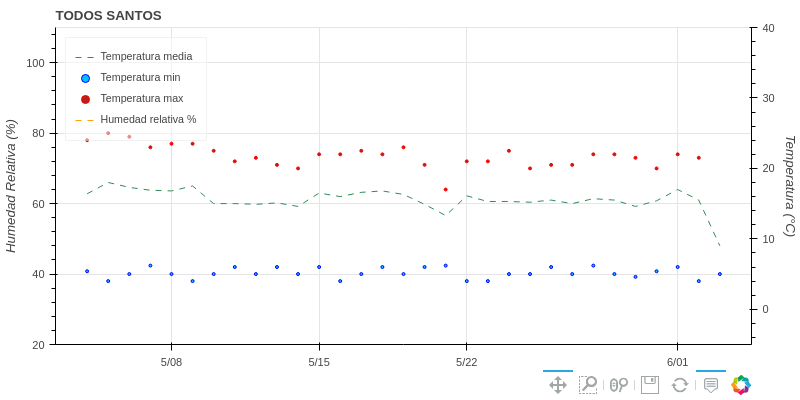 TODOS SANTOS
Temperatura media
Temperatura min
Temperatura max
Humedad relativa %
Humedad Relativa (%)
100
80
60
40
20
Temperatura (°C)
40
30
20
10
0
5/08
5/15
5/22
6/01